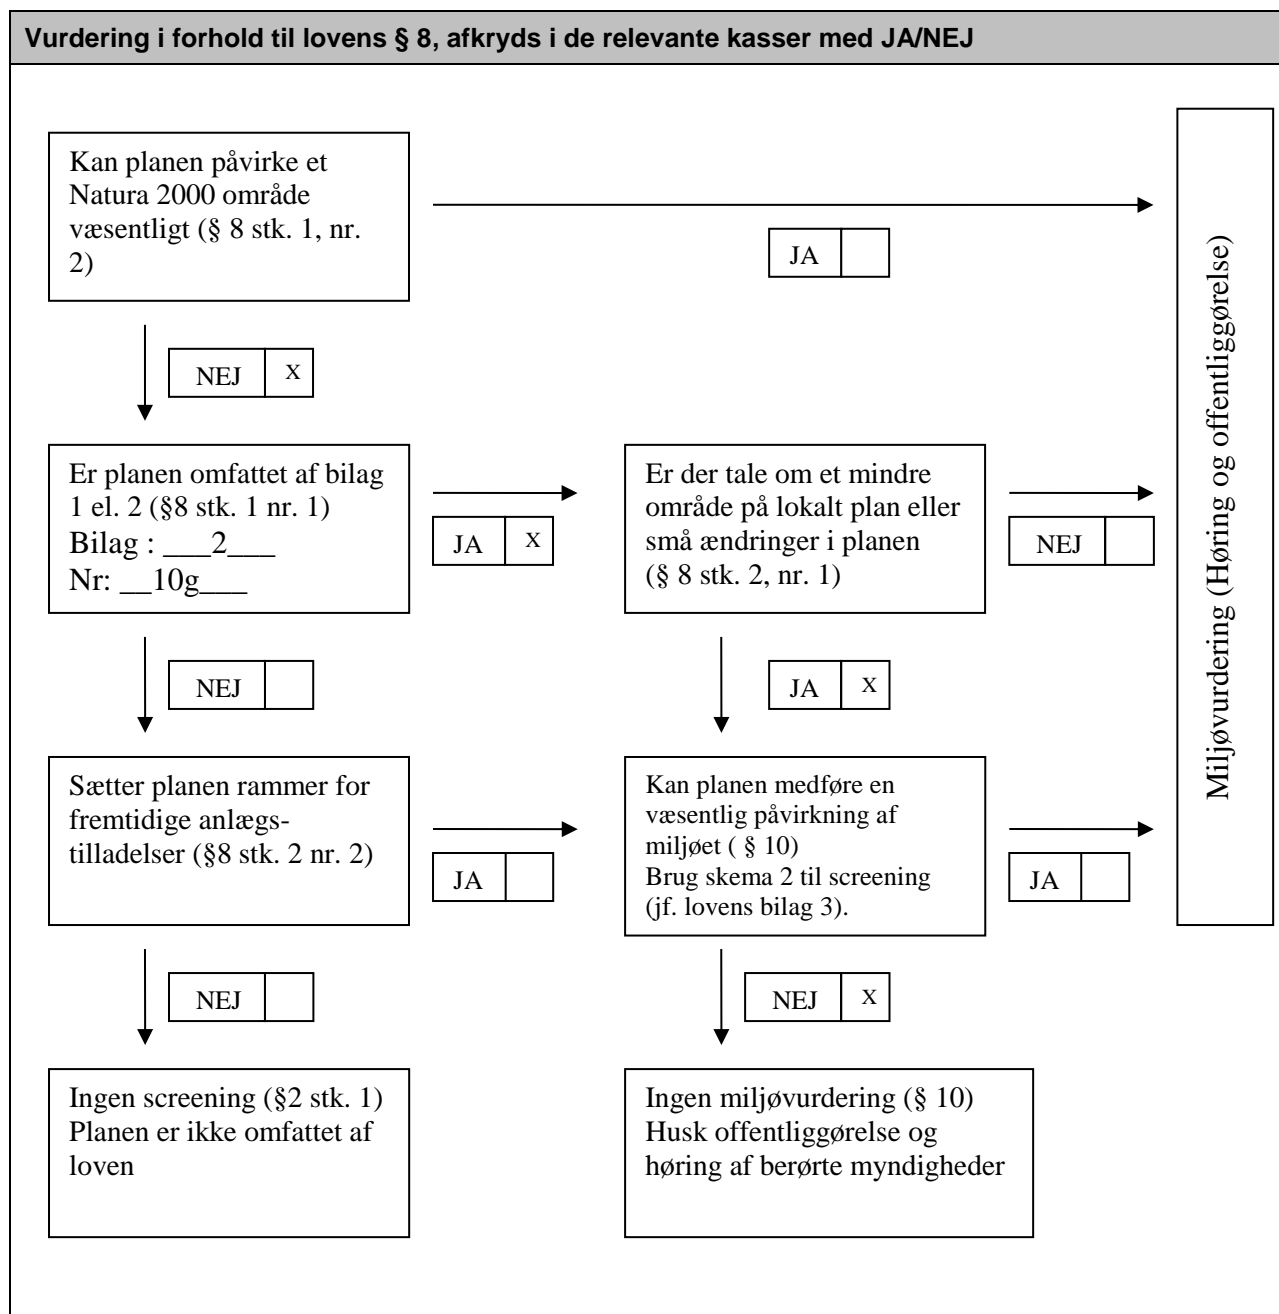 Vurdering i forhold til lovens § 8, afkryds i de relevante kasser med JA/NEJ
Kan planen påvirke et
Natura 2000 område
væsentligt (§ 8 stk. 1, nr.
2)
JA
NEJ X
Er planen omfattet af bilag
1 el. 2 (§8 stk. 1 nr. 1)
Bilag : ___2___
Nr: __10g___
JA X
Er der tale om et mindre
område på lokalt plan eller
små ændringer i planen
(§ 8 stk. 2, nr. 1)
NEJ
NEJ
JA X
Sætter planen rammer for
fremtidige anlægs-
tilladelser (§8 stk. 2 nr. 2)
JA
Kan planen medføre en
væsentlig påvirkning af
miljøet ( § 10)
Brug skema 2 til screening
(jf. lovens bilag 3).
JA
NEJ
NEJ X
Ingen screening (§2 stk. 1)
Planen er ikke omfattet af
loven
Ingen miljøvurdering (§ 10)
Husk offentliggørelse og
høring af berørte myndigheder
Miljøvurdering (Høring og offentliggørelse)